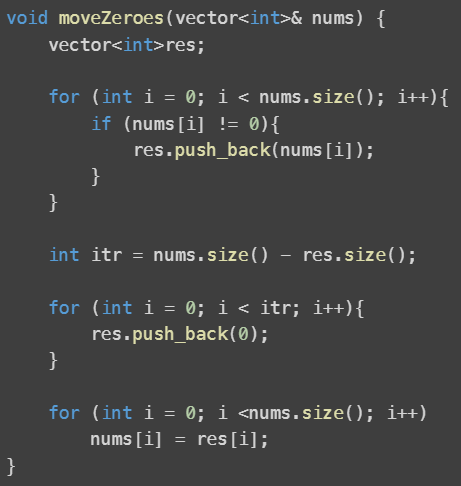 void moveZeroes(vector<int>& nums) {
    vector<int>res;

    for (int i = 0; i < nums.size(); i++){
        if (nums[i] != 0){
            res.push_back(nums[i]);
        }
    }

    int itr = nums.size() - res.size();

    for (int i = 0; i < itr; i++){
        res.push_back(0);
    }

    for (int i = 0; i <nums.size(); i++)
        nums[i] = res[i];
}